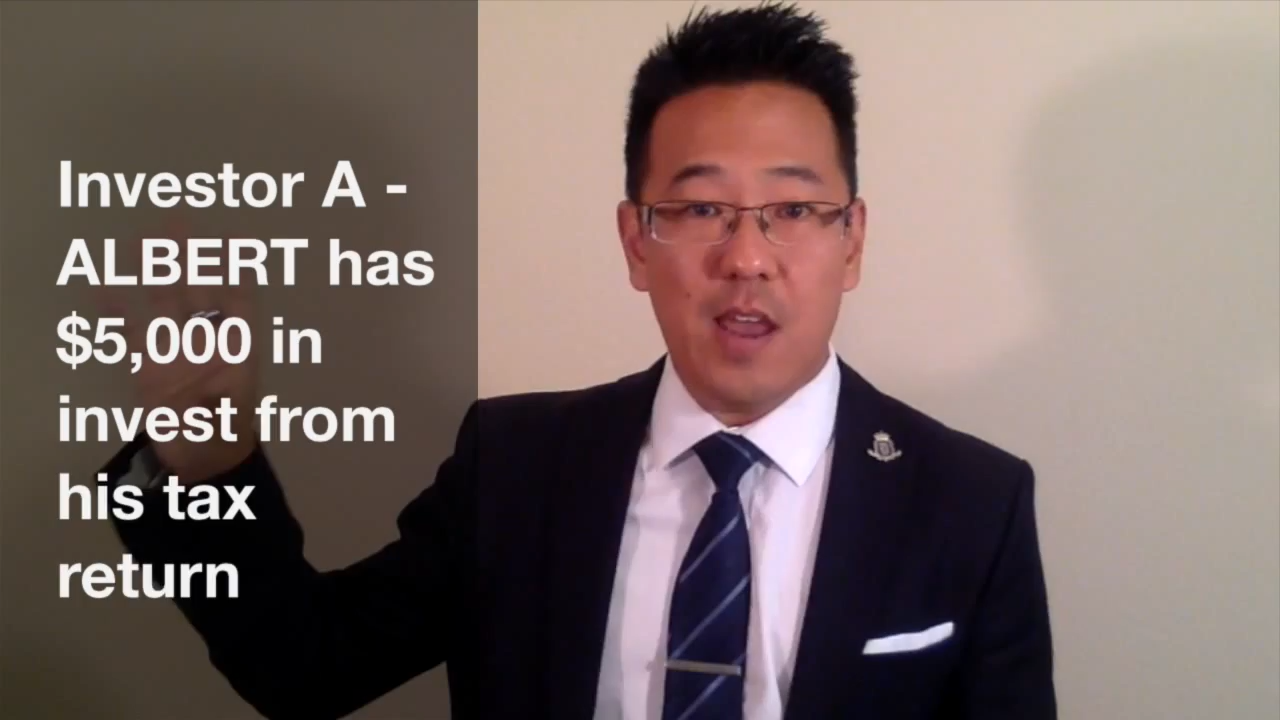 Investor A -
ALBERT has
$5,000 in
invest from
his tax
return